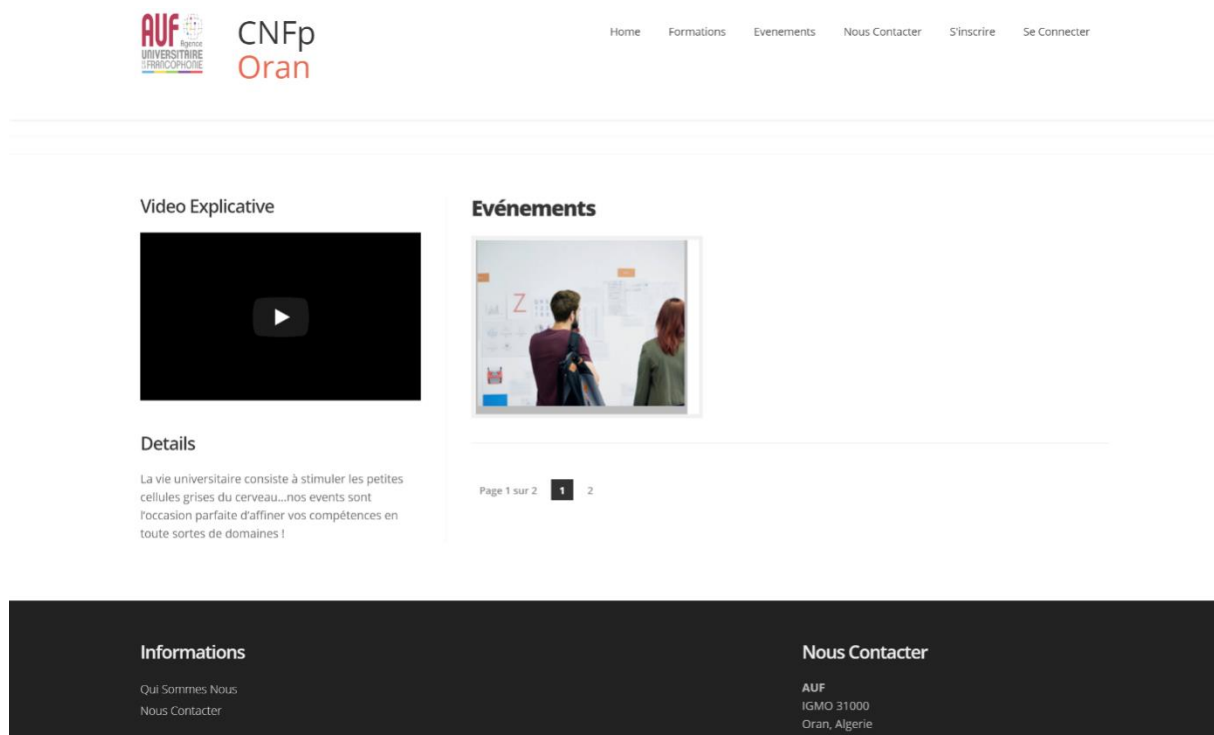 AUF
Agence
UNIVERSITAIRE
DE LA FRANCOPHONIE
CNFp
Oran
Home
Formations
Evenements
Nous Contacter
S'inscrire
Se Connecter
Video Explicative
Details
La vie universitaire consiste à stimuler les petites
cellules grises du cerveau...nos events sont
l'occasion parfaite d'affiner vos compétences en
toute sortes de domaines !
Evénements
Z
Page 1 sur 2 1 2
Informations
Qui Sommes Nous
Nous Contacter
Nous Contacter
AUF
IGMO 31000
Oran, Algerie